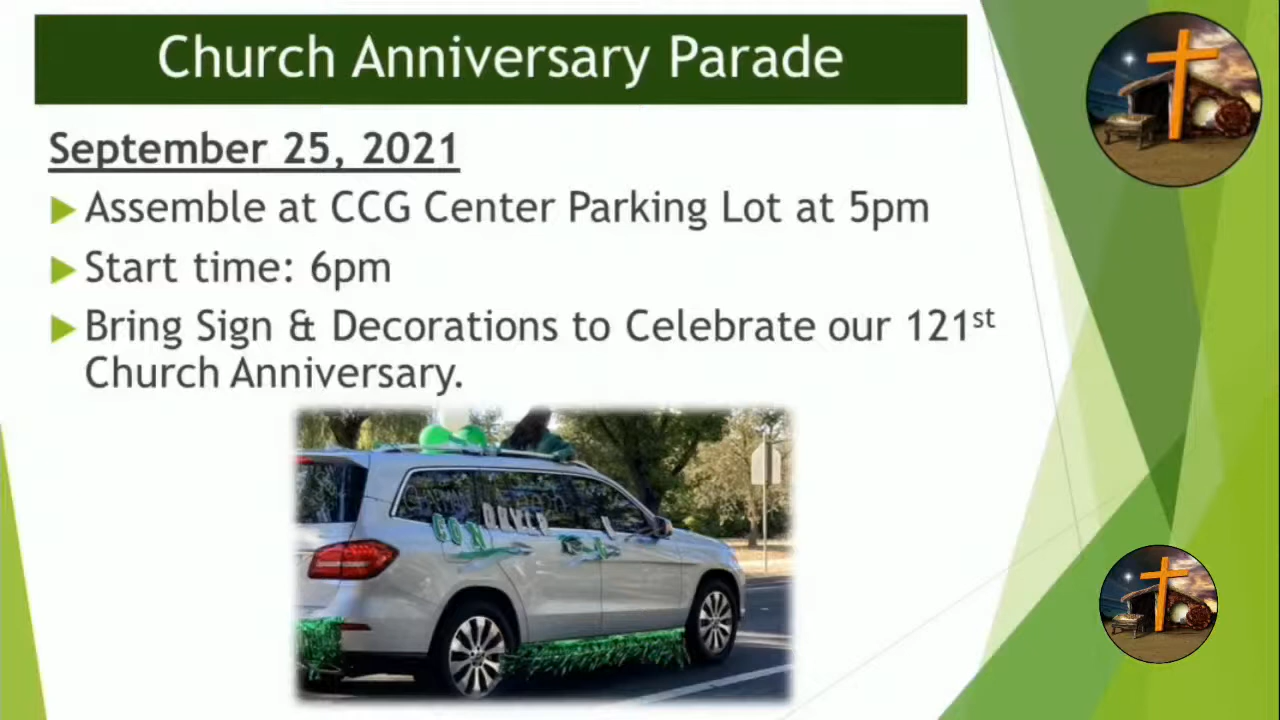 Church Anniversary Parade
September 25, 2021
Assemble at CCG Center Parking Lot at 5pm
Start time: 6pm
Bring Sign & Decorations to Celebrate our 121st
Church Anniversary.